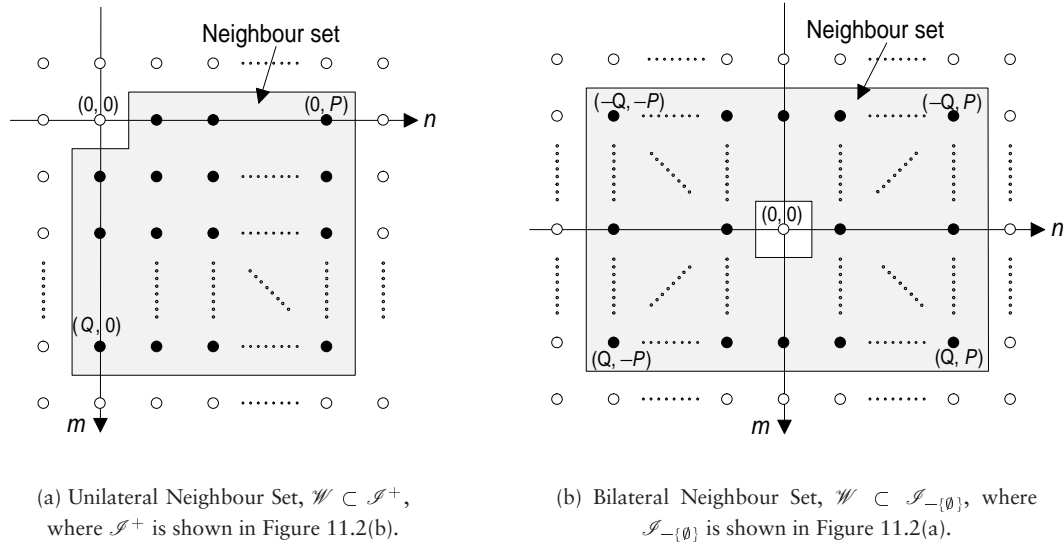 Neighbour set
(0, 0)
(0, P)
n
(Q, 0)
m
Neighbour set
(−Q, −P)
(−Q, P)
(0, 0)
n
(Q, −P)
(Q, P)
m
(a) Unilateral Neighbour Set, 𝒲 ⊂ ℐ⁺,
where ℐ⁺ is shown in Figure 11.2(b).
(b) Bilateral Neighbour Set, 𝒲 ⊂ ℐ₋{∅}, where
ℐ₋{∅} is shown in Figure 11.2(a).